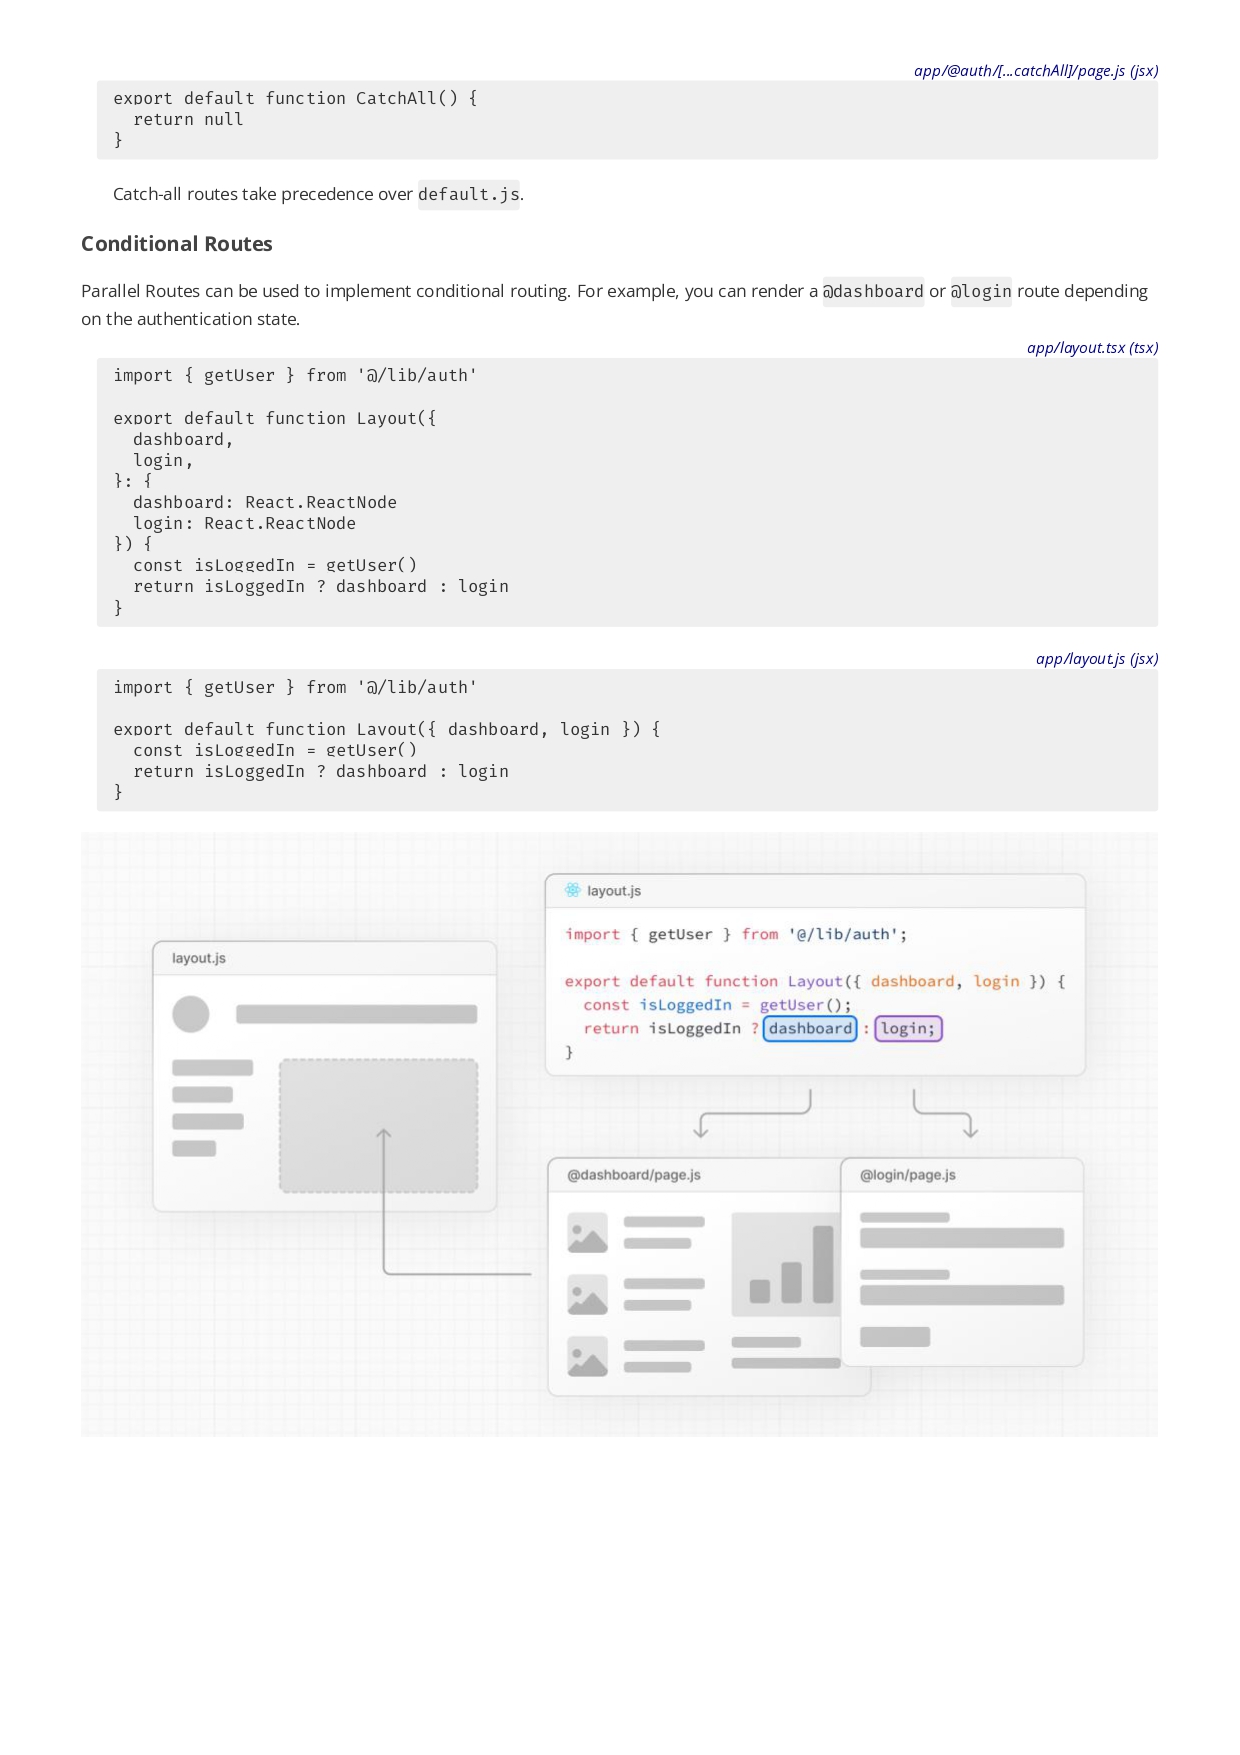 app/@auth/[...catchAll]/page.js (jsx)
export default function CatchAll() {
  return null
}
Catch-all routes take precedence over default.js.
Conditional Routes
Parallel Routes can be used to implement conditional routing. For example, you can render a @dashboard or @login route depending
on the authentication state.
app/layout.tsx (tsx)
import { getUser } from '@/lib/auth'
export default function Layout({
  dashboard,
  login,
}: {
  dashboard: React.ReactNode
  login: React.ReactNode
}) {
  const isLoggedIn = getUser()
  return isLoggedIn ? dashboard : login
}
app/layout.js (jsx)
import { getUser } from '@/lib/auth'
export default function Layout({ dashboard, login }) {
  const isLoggedIn = getUser()
  return isLoggedIn ? dashboard : login
}
layout.js
layout.js
import { getUser } from '@/lib/auth';
export default function Layout({ dashboard, login }) {
  const isLoggedIn = getUser();
  return isLoggedIn ? dashboard : login;
}
@dashboard/page.js
@login/page.js